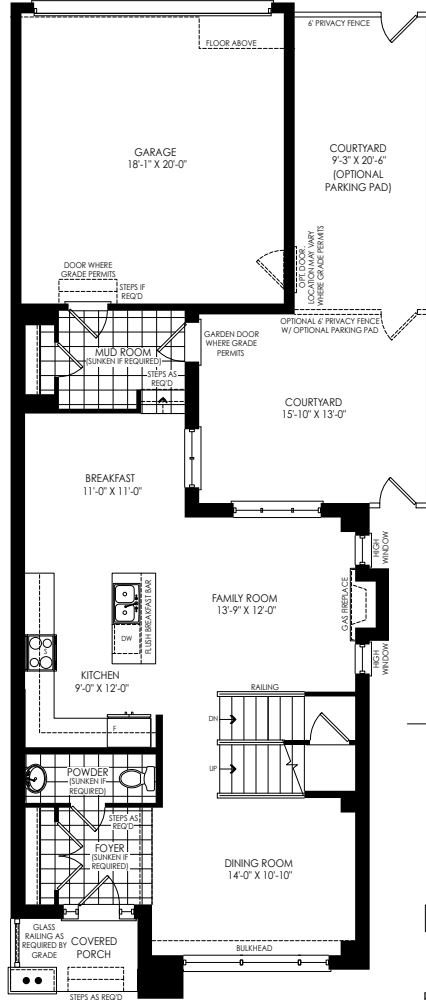 6' PRIVACY FENCE
FLOOR ABOVE
GARAGE
18'-1" X 20'-0"
COURTYARD
9'-3" X 20'-6"
(OPTIONAL
PARKING PAD)
OPT. DOOR.
LOCATION MAY VARY
WHERE GRADE PERMITS
DOOR WHERE
GRADE PERMITS
STEPS IF
REQ'D
OPTIONAL 6' PRIVACY FENCE
W/ OPTIONAL PARKING PAD
GARDEN DOOR
WHERE GRADE
PERMITS
MUD ROOM
(SUNKEN IF REQUIRED)
STEPS AS
REQ'D
COURTYARD
15'-10" X 13'-0"
BREAKFAST
11'-0" X 11'-0"
HIGH
WINDOW
FAMILY ROOM
13'-9" X 12'-0"
GAS FIREPLACE
FLUSH BREAKFAST BAR
DW
S
HIGH
WINDOW
KITCHEN
9'-0" X 12'-0"
RAILING
DN
F
UP
POWDER
(SUNKEN IF
REQUIRED)
STEPS AS
REQ'D
FOYER
(SUNKEN IF
REQUIRED)
DINING ROOM
14'-0" X 10'-10"
GLASS
RAILING AS
REQUIRED BY
GRADE
COVERED
PORCH
BULKHEAD
STEPS AS REQ'D